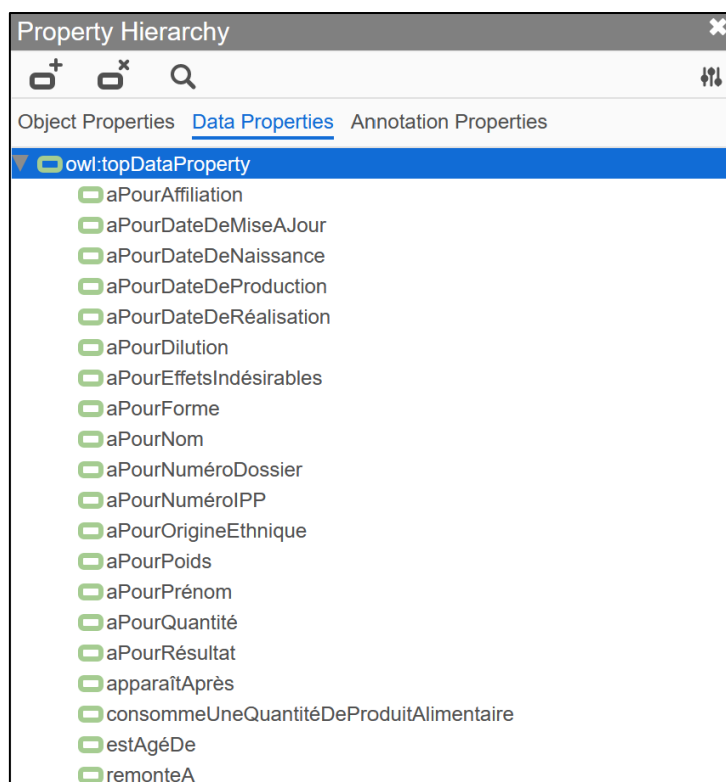 Property Hierarchy
Object Properties Data Properties Annotation Properties
owl:topDataProperty
aPourAffiliation
aPourDateDeMiseAJour
aPourDateDeNaissance
aPourDateDeProduction
aPourDateDeRéalisation
aPourDilution
aPourEffetsIndésirables
aPourForme
aPourNom
aPourNuméroDossier
aPourNuméroIPP
aPourOrigineEthnique
aPourPoids
aPourPrénom
aPourQuantité
aPourRésultat
apparaîtAprès
consommeUneQuantitéDeProduitAlimentaire
estAgéDe
remonteA